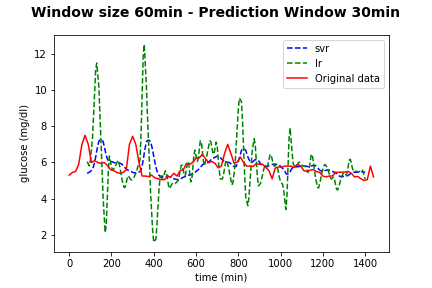 Window size 60min - Prediction Window 30min
svr
lr
Original data
glucose (mg/dl)
12
10
8
6
4
2
0 200 400 600 800 1000 1200 1400
time (min)